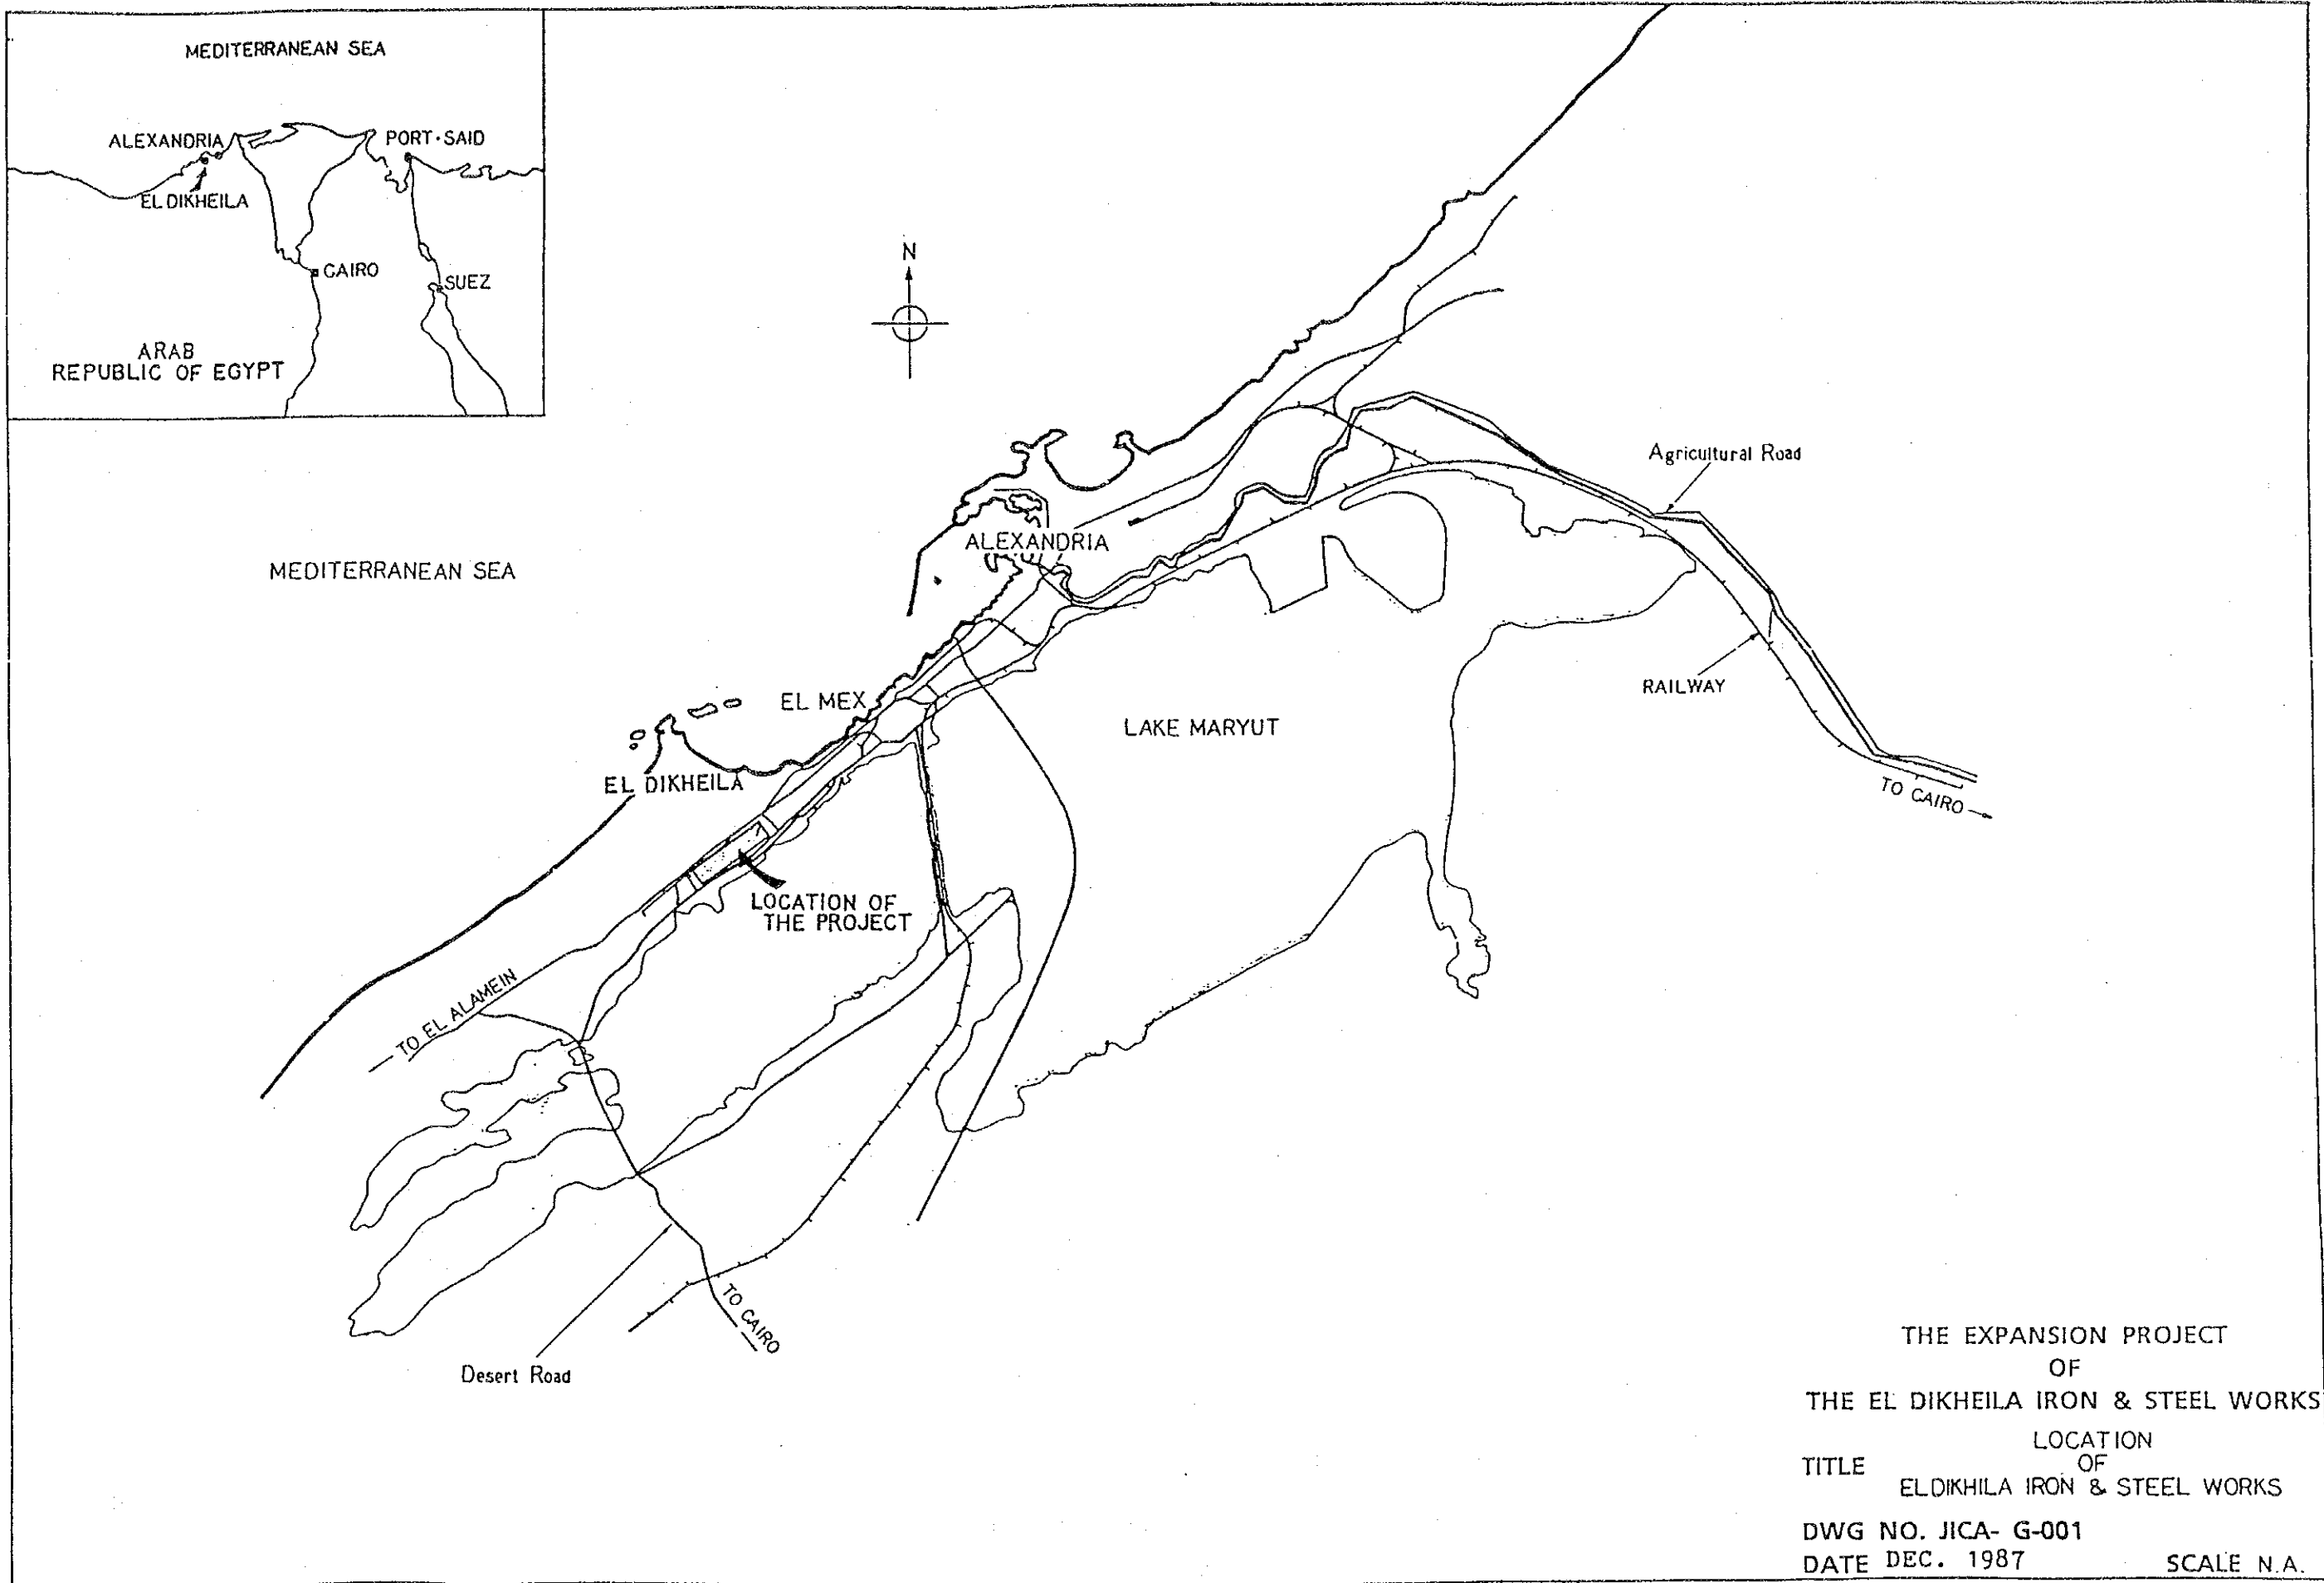 MEDITERRANEAN SEA
ALEXANDRIA
PORT·SAID
EL DIKHEILA
CAIRO
SUEZ
ARAB
REPUBLIC OF EGYPT
N
Agricultural Road
ALEXANDRIA
MEDITERRANEAN SEA
EL MEX
RAILWAY
LAKE MARYUT
EL DIKHEILA
TO CAIRO
LOCATION OF
THE PROJECT
TO EL ALAMEIN
TO CAIRO
Desert Road
THE EXPANSION PROJECT
OF
THE EL DIKHEILA IRON & STEEL WORKS
LOCATION
TITLE OF
ELDIKHILA IRON & STEEL WORKS
DWG NO. JICA- G-001
DATE DEC. 1987 SCALE N.A.